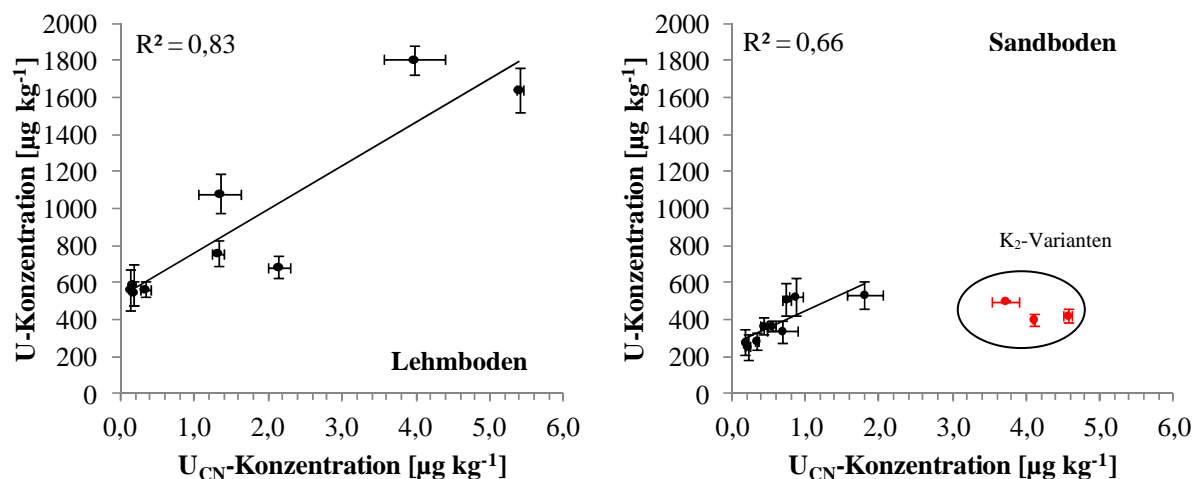 U-Konzentration [µg kg⁻¹]
2000
1800
1600
1400
1200
1000
800
600
400
200
0
R² = 0,83
Lehmboden
0,0 1,0 2,0 3,0 4,0 5,0 6,0
U_CN-Konzentration [µg kg⁻¹]
U-Konzentration [µg kg⁻¹]
2000
1800
1600
1400
1200
1000
800
600
400
200
0
R² = 0,66 Sandboden
K₂-Varianten
0,0 1,0 2,0 3,0 4,0 5,0 6,0
U_CN-Konzentration [µg kg⁻¹]